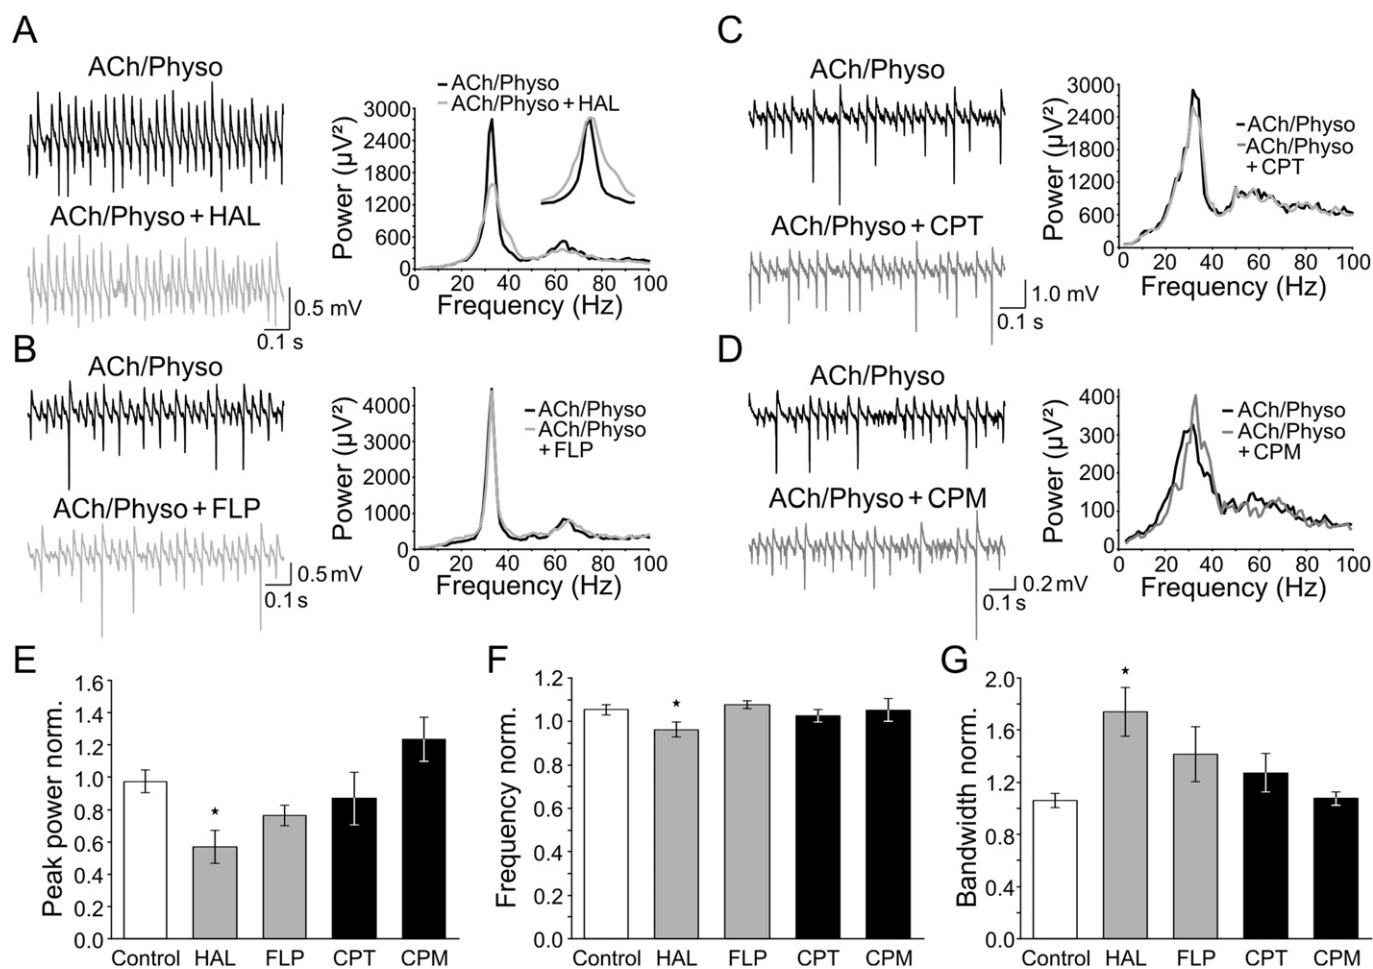 A
ACh/Physo
ACh/Physo + HAL
0.5 mV
0.1 s
ACh/Physo
ACh/Physo + HAL
3000
2400
1800
1200
600
0
Power (µV²)
0 20 40 60 80 100
Frequency (Hz)
C
ACh/Physo
ACh/Physo + CPT
1.0 mV
0.1 s
3000
2400
1800
1200
600
0
Power (µV²)
ACh/Physo
ACh/Physo
+ CPT
0 20 40 60 80 100
Frequency (Hz)
B
ACh/Physo
ACh/Physo + FLP
0.5 mV
0.1 s
4000
3000
2000
1000
0
Power (µV²)
ACh/Physo
ACh/Physo
+ FLP
0 20 40 60 80 100
Frequency (Hz)
D
ACh/Physo
ACh/Physo + CPM
0.2 mV
0.1 s
400
300
200
100
0
Power (µV²)
ACh/Physo
ACh/Physo
+ CPM
0 20 40 60 80 100
Frequency (Hz)
E
Peak power norm.
1.6
1.4
1.2
1.0
0.8
0.6
0.4
0.2
0.0
★
Control HAL FLP CPT CPM
F
Frequency norm.
1.2
1.0
0.8
0.6
0.4
0.2
0.0
★
Control HAL FLP CPT CPM
G
Bandwidth norm.
2.0
1.6
1.2
0.8
0.4
0.0
★
Control HAL FLP CPT CPM